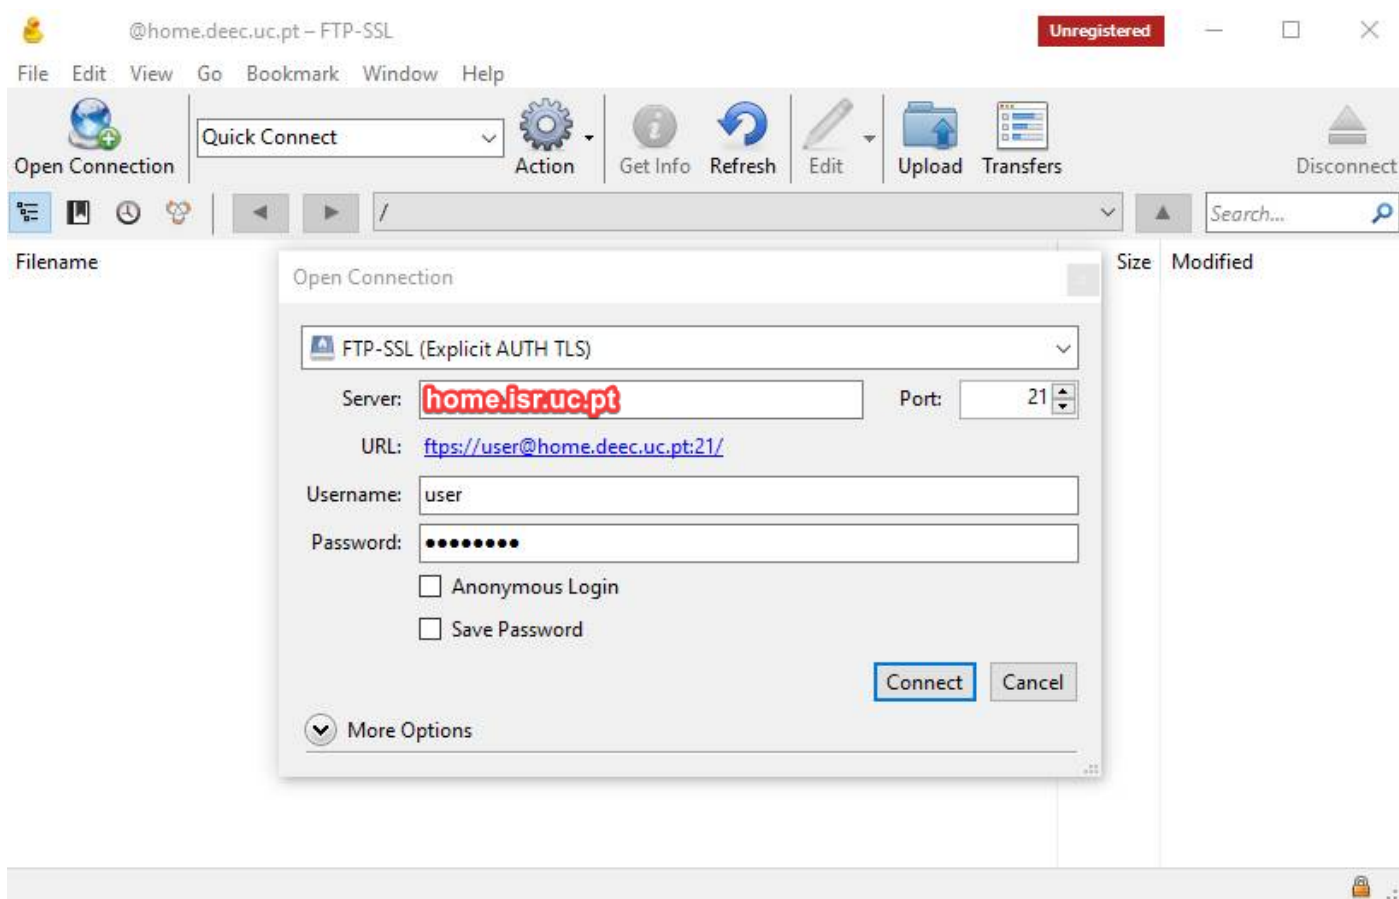 @home.deec.uc.pt – FTP-SSL
Unregistered
File Edit View Go Bookmark Window Help
Open Connection
Quick Connect
Action
Get Info
Refresh
Edit
Upload
Transfers
Disconnect
/
Search...
Filename
Size
Modified
Open Connection
FTP-SSL (Explicit AUTH TLS)
Server: home.isr.uc.pt Port: 21
URL: ftps://user@home.deec.uc.pt:21/
Username: user
Password: ••••••••
Anonymous Login
Save Password
Connect Cancel
More Options